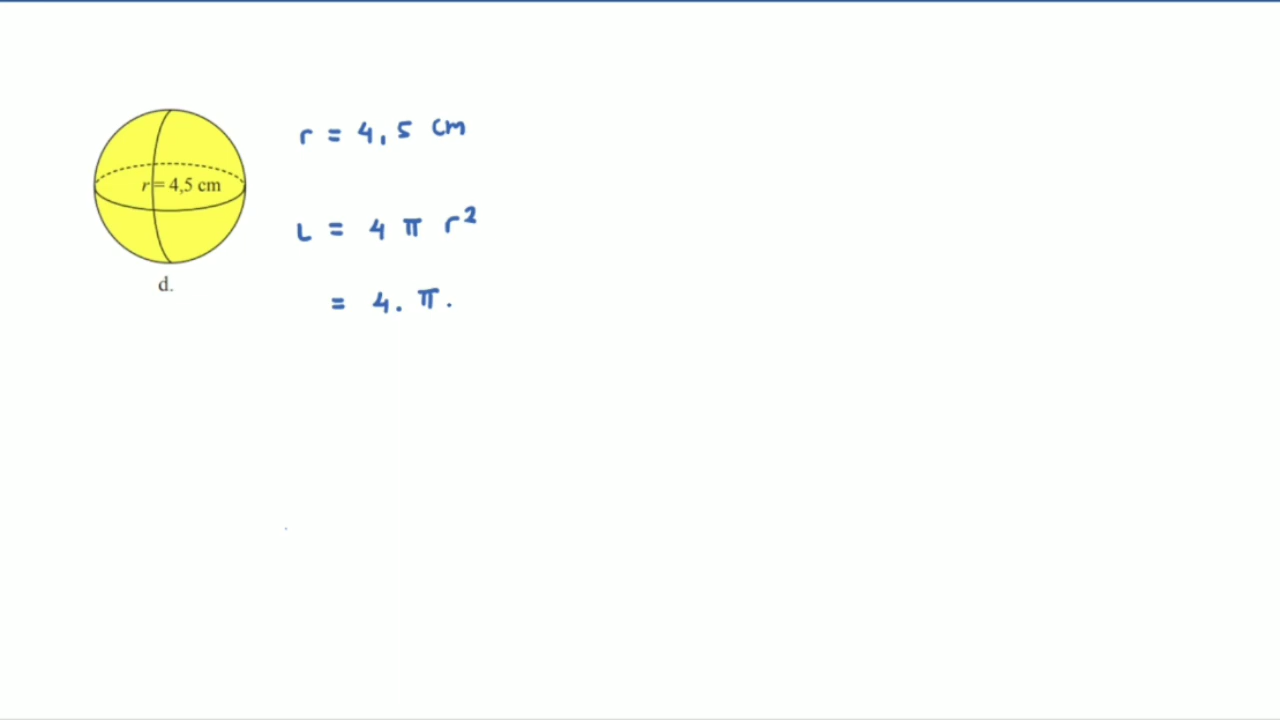 r = 4,5 cm
d.
r = 4,5 cm
L = 4 π r²
= 4. π.